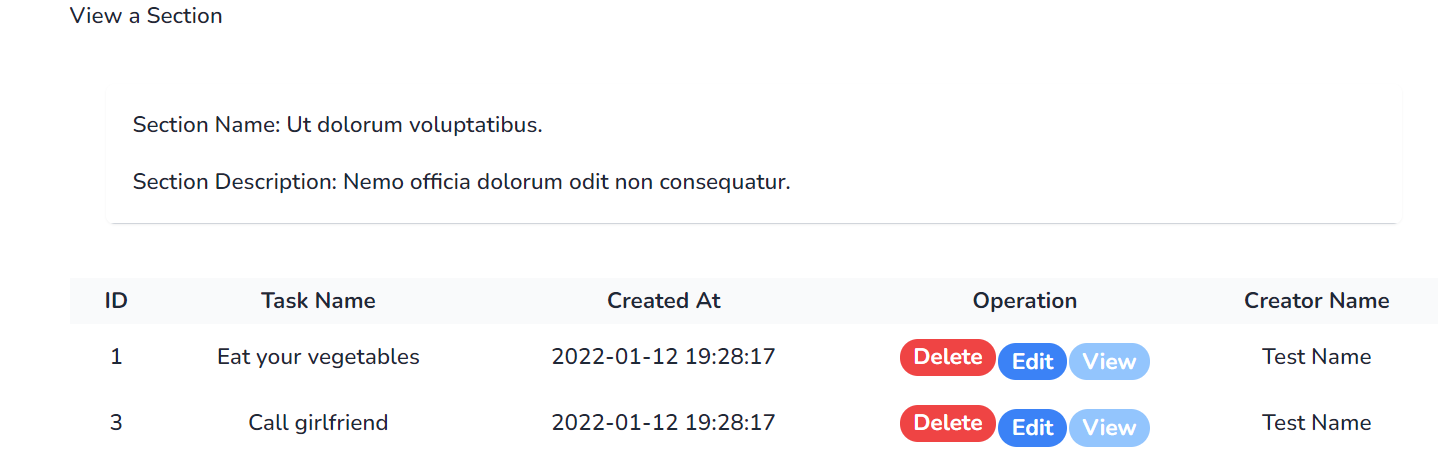 View a Section
Section Name: Ut dolorum voluptatibus.
Section Description: Nemo officia dolorum odit non consequatur.
ID Task Name Created At Operation Creator Name
1 Eat your vegetables 2022-01-12 19:28:17 Delete Edit View Test Name
3 Call girlfriend 2022-01-12 19:28:17 Delete Edit View Test Name